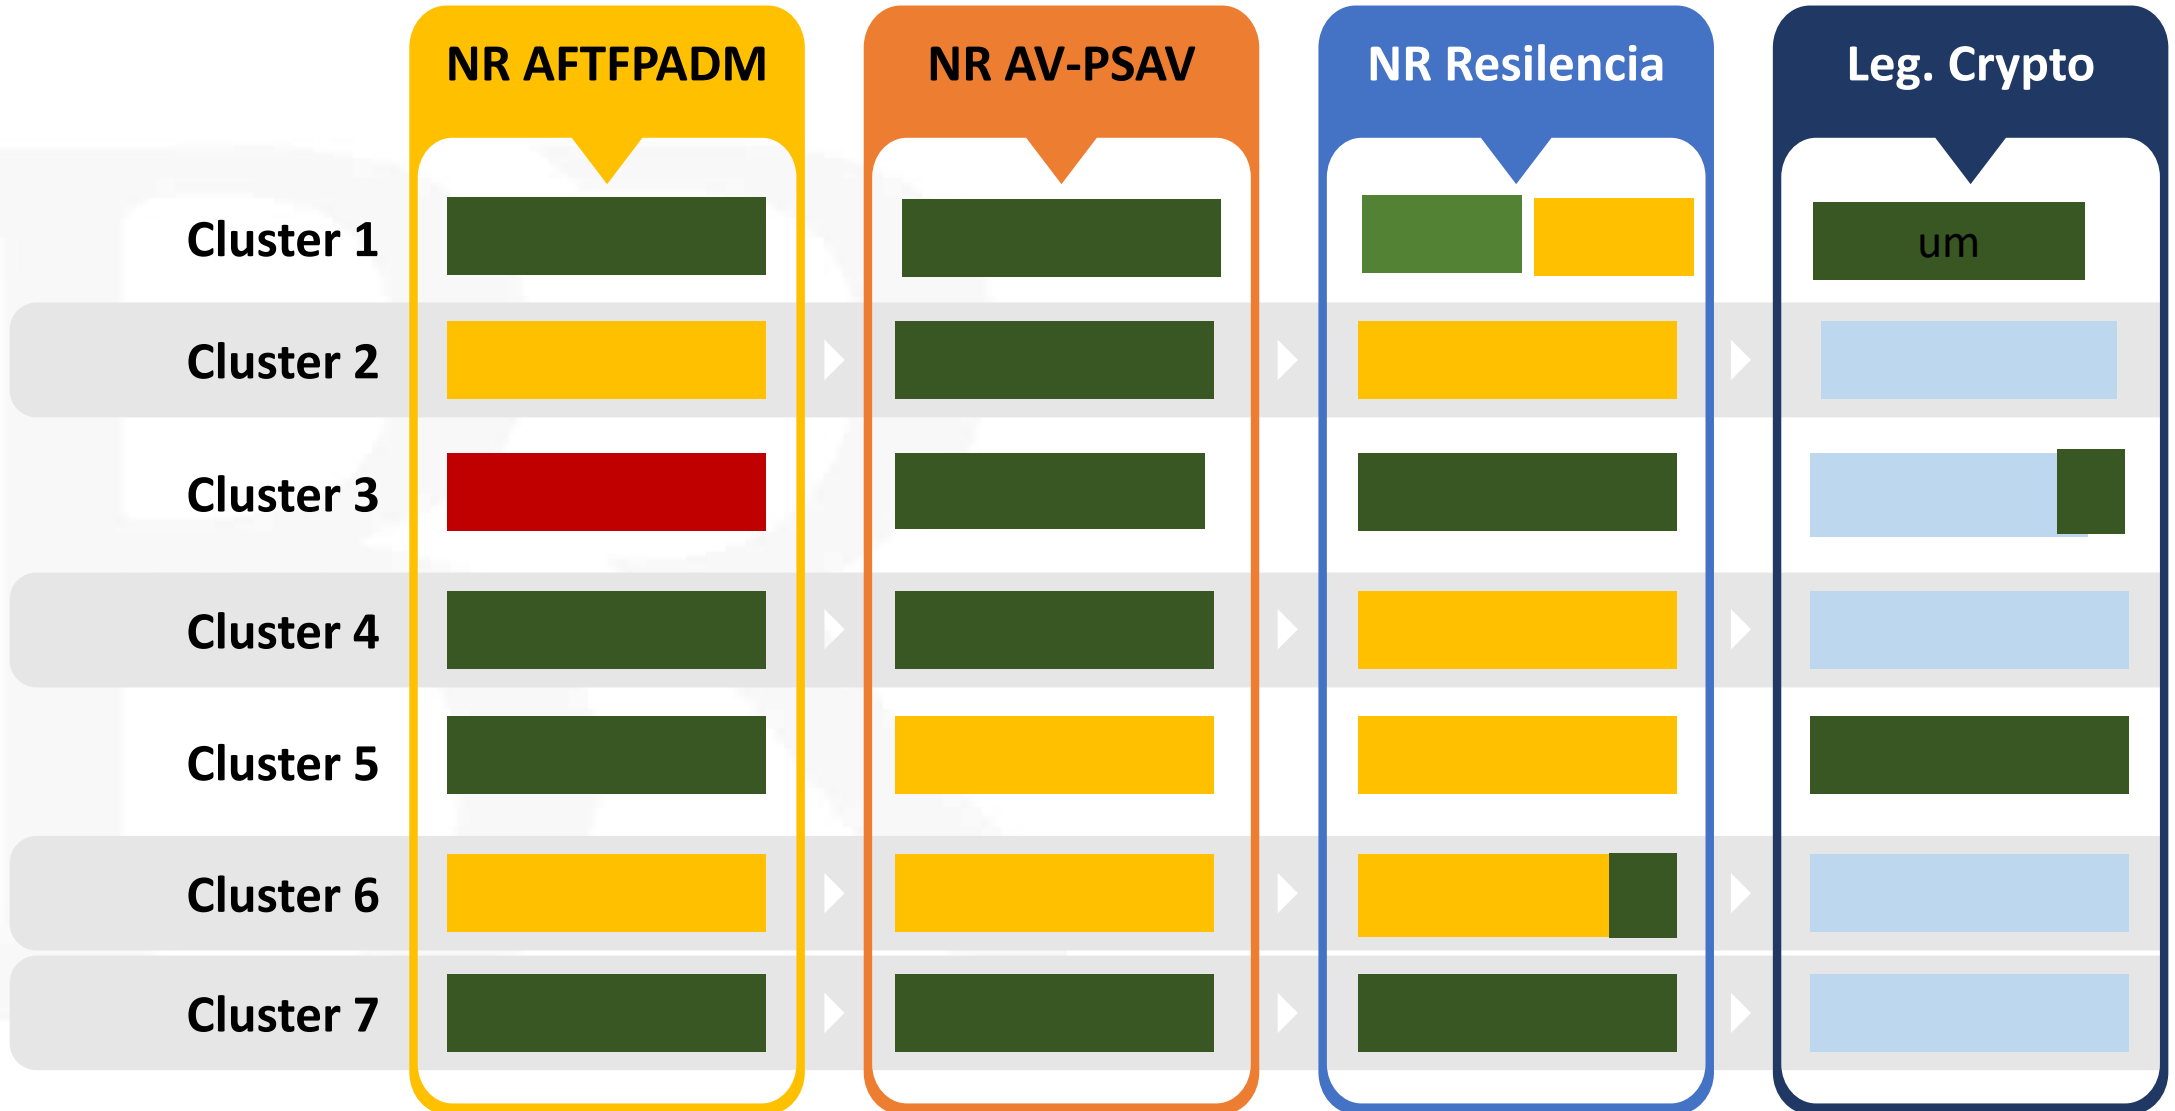 NR AFTFPADM
NR AV-PSAV
NR Resilencia
Leg. Crypto
Cluster 1
um
Cluster 2
Cluster 3
Cluster 4
Cluster 5
Cluster 6
Cluster 7